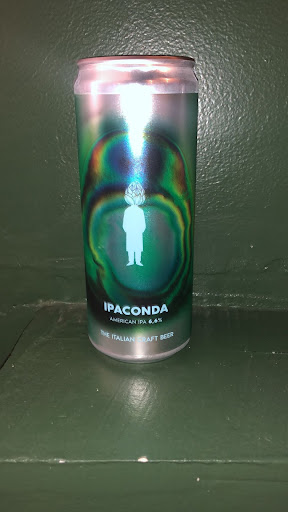 IPACONDA
AMERICAN IPA 6,6%
THE ITALIAN CRAFT BEER